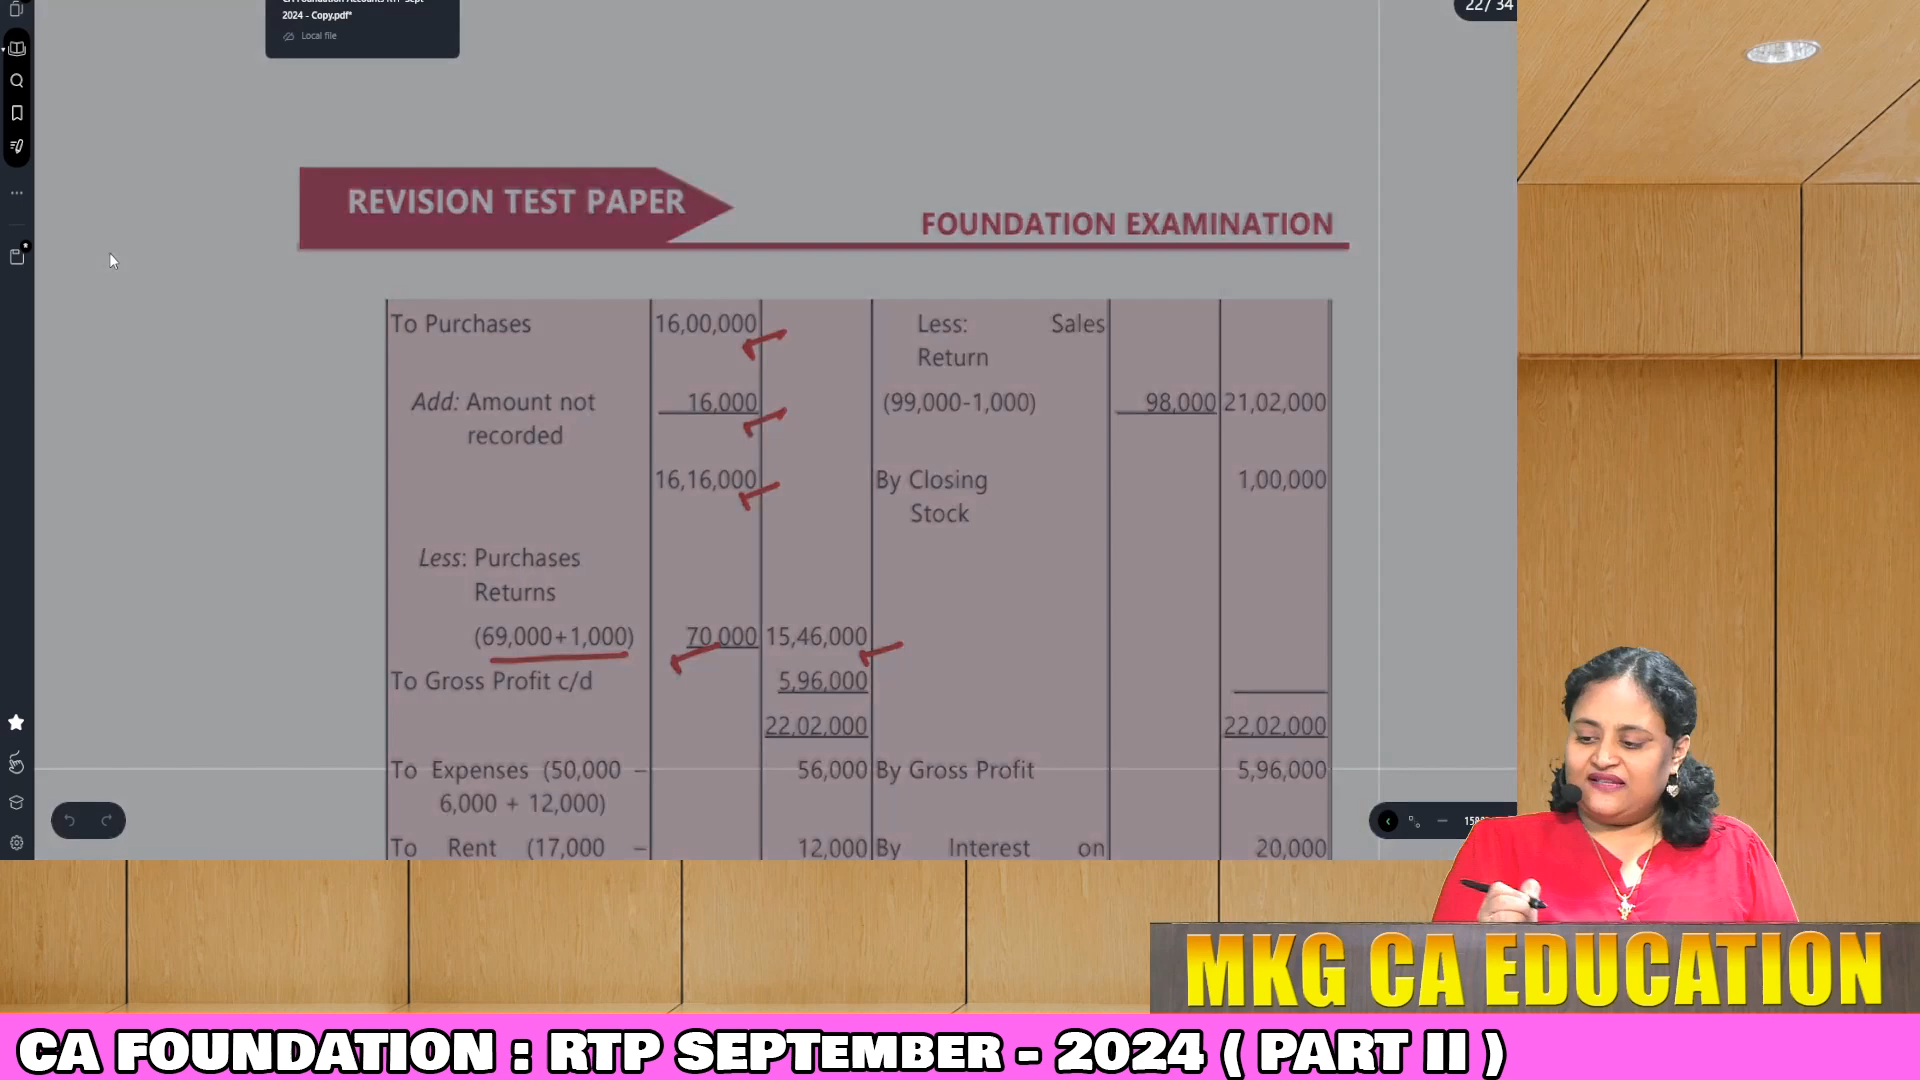 2024 - Copy.pdf*
Local file
22/ 34
REVISION TEST PAPER
FOUNDATION EXAMINATION
To Purchases 16,00,000 Less: Sales
Return
Add: Amount not 16,000 (99,000-1,000) 98,000 21,02,000
recorded
16,16,000 By Closing 1,00,000
Stock
Less: Purchases
Returns
(69,000+1,000) 70,000 15,46,000
To Gross Profit c/d 5,96,000
22,02,000 22,02,000
To Expenses (50,000 – 56,000 By Gross Profit 5,96,000
6,000 + 12,000)
To Rent (17,000 – 12,000 By Interest on 20,000
MKG CA EDUCATION
CA FOUNDATION : RTP SEPTEMBER - 2024 ( PART II )